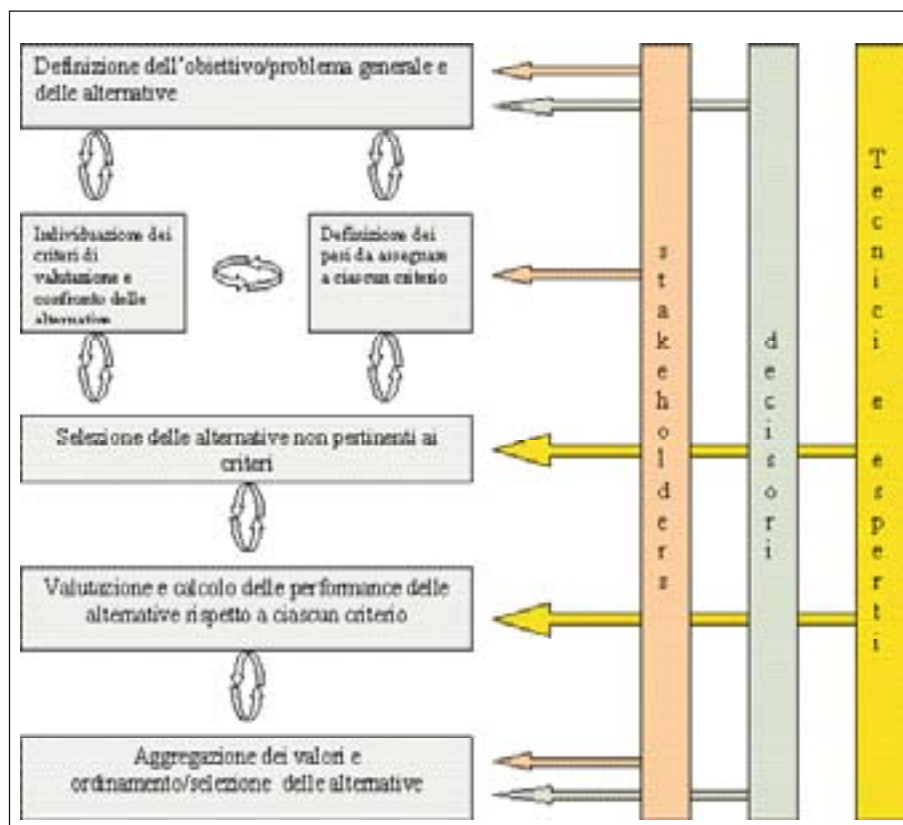 Definizione dell'obiettivo/problema generale e
delle alternative
Individuazione dei
criteri di
valutazione e
confronto delle
alternative
Definizione dei
pesi da assegnare
a ciascun criterio
Selezione delle alternative non pertinenti ai
criteri
Valutazione e calcolo delle performance delle
alternative rispetto a ciascun criterio
Aggregazione dei valori e
ordinamento/selezione delle alternative
stakeholders
decisori
Tecnici e esperti